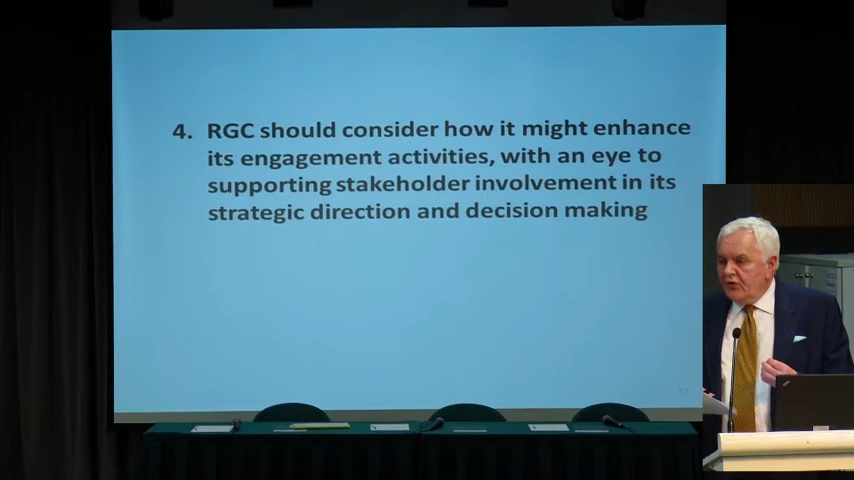 4. RGC should consider how it might enhance
its engagement activities, with an eye to
supporting stakeholder involvement in its
strategic direction and decision making
12